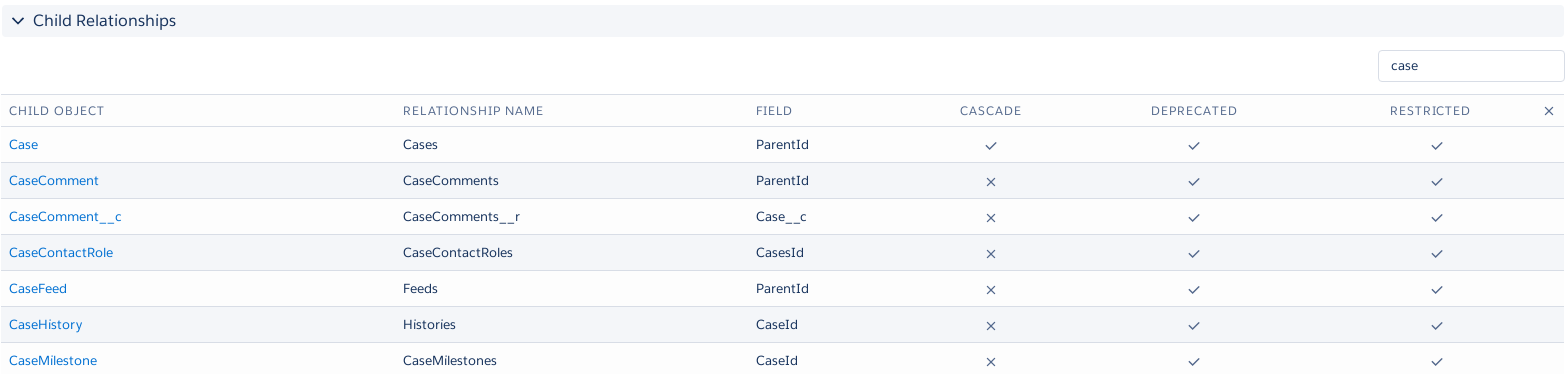 Child Relationships
case
CHILD OBJECT RELATIONSHIP NAME FIELD CASCADE DEPRECATED RESTRICTED
Case Cases ParentId
CaseComment CaseComments ParentId
CaseComment__c CaseComments__r Case__c
CaseContactRole CaseContactRoles CasesId
CaseFeed Feeds ParentId
CaseHistory Histories CaseId
CaseMilestone CaseMilestones CaseId